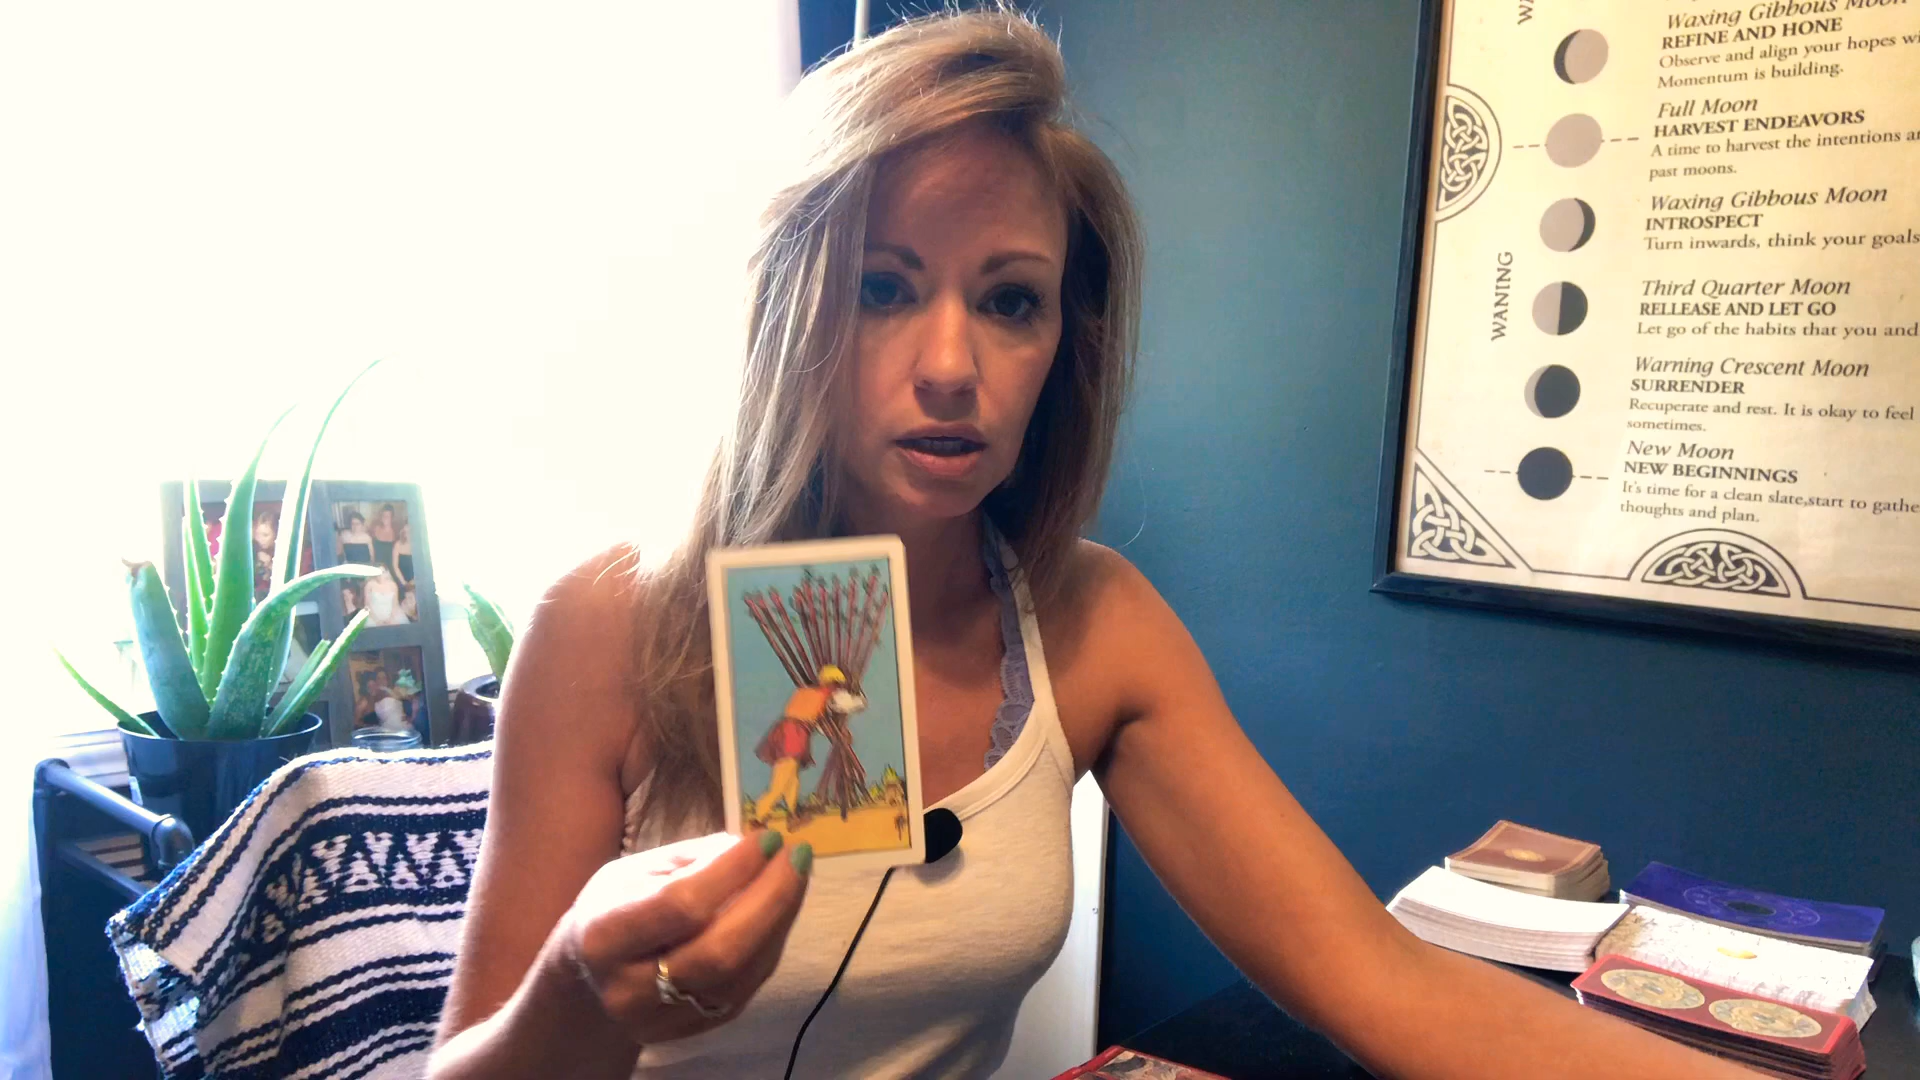 Waxing Gibbous Moon
REFINE AND HONE
Observe and align your hopes
Momentum is building.
Full Moon
HARVEST ENDEAVORS
A time to harvest the intentions
past moons.
Waxing Gibbous Moon
INTROSPECT
Turn inwards, think your goals
WANING
Third Quarter Moon
RELLEASE AND LET GO
Let go of the habits that you and
Warning Crescent Moon
SURRENDER
Recuperate and rest. It is okay to feel
sometimes.
New Moon
NEW BEGINNINGS
It's time for a clean slate,start to
thoughts and plan.